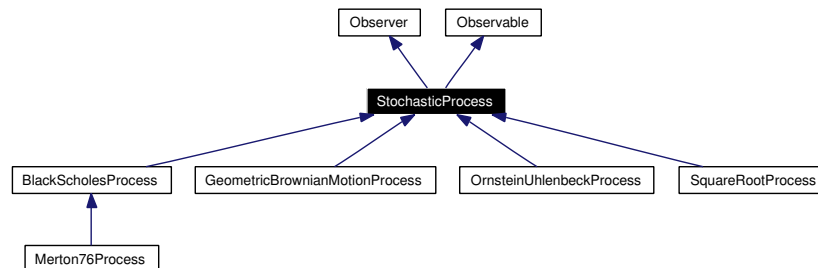 Observer
Observable
StochasticProcess
BlackScholesProcess
GeometricBrownianMotionProcess
OrnsteinUhlenbeckProcess
SquareRootProcess
Merton76Process